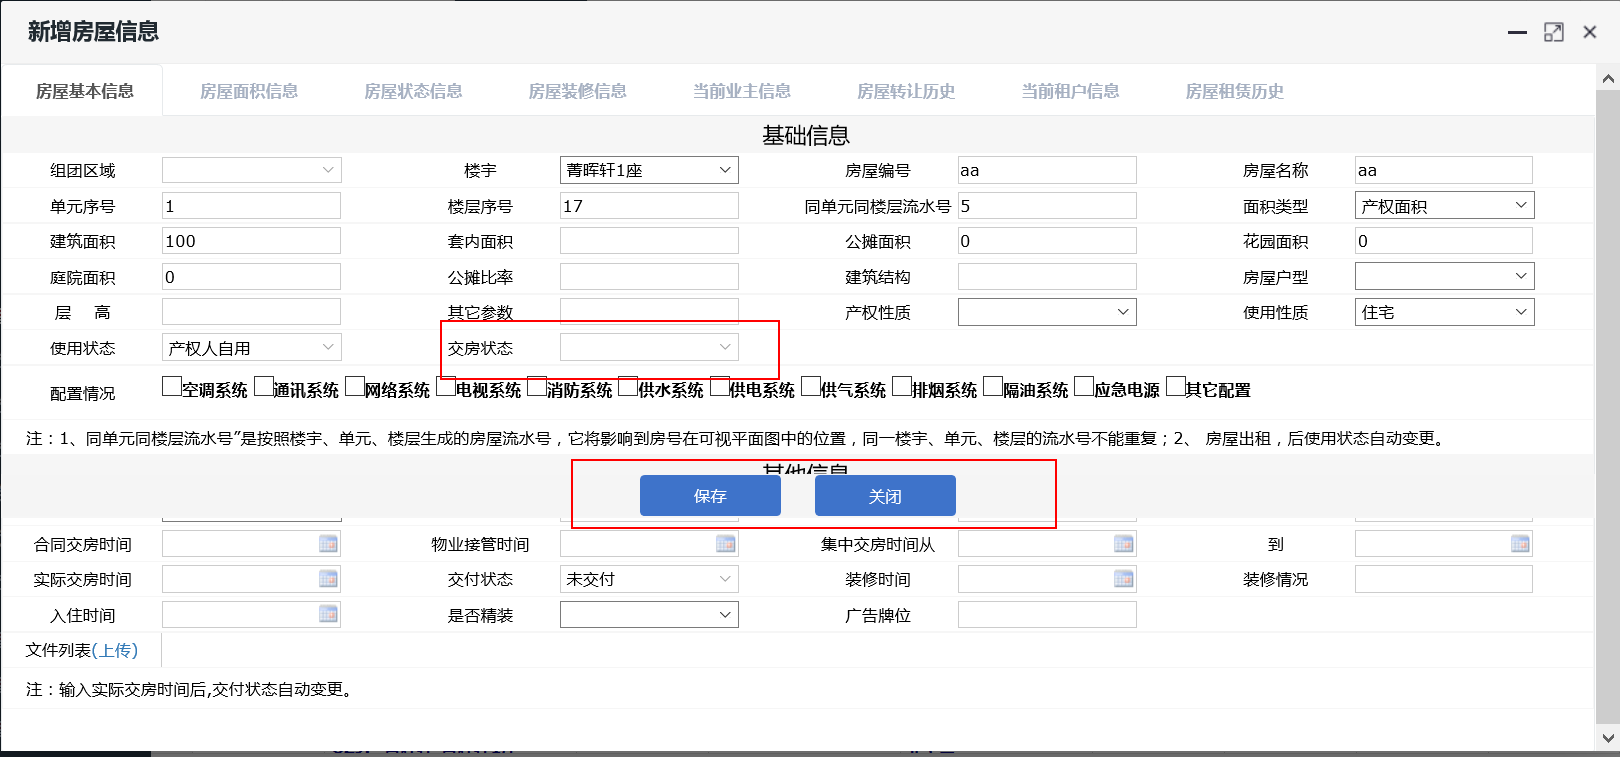 新增房屋信息
房屋基本信息 房屋面积信息 房屋状态信息 房屋装修信息 当前业主信息 房屋转让历史 当前租户信息 房屋租赁历史
基础信息
组团区域 楼宇 菁晖轩1座 房屋编号 aa 房屋名称 aa
单元序号 1 楼层序号 17 同单元同楼层流水号 5 面积类型 产权面积
建筑面积 100 套内面积 公摊面积 0 花园面积 0
庭院面积 0 公摊比率 建筑结构 房屋户型
层 高 其它参数 产权性质 使用性质 住宅
使用状态 产权人自用 交房状态
配置情况 空调系统 通讯系统 网络系统 电视系统 消防系统 供水系统 供电系统 供气系统 排烟系统 隔油系统 应急电源 其它配置
注：1、同单元同楼层流水号”是按照楼宇、单元、楼层生成的房屋流水号，它将影响到房号在可视平面图中的位置，同一楼宇、单元、楼层的流水号不能重复；2、 房屋出租，后使用状态自动变更。
其他信息
保存 关闭
合同交房时间 物业接管时间 集中交房时间从 到
实际交房时间 交付状态 未交付 装修时间 装修情况
入住时间 是否精装 广告牌位
文件列表(上传)
注：输入实际交房时间后,交付状态自动变更。